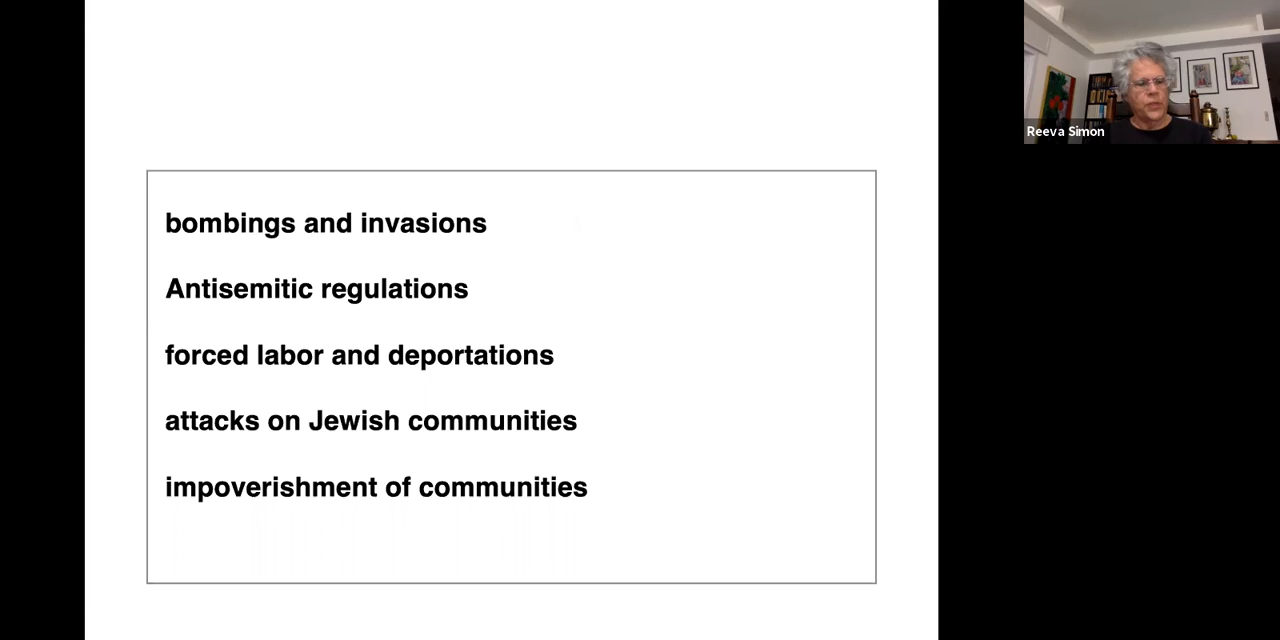 bombings and invasions
Antisemitic regulations
forced labor and deportations
attacks on Jewish communities
impoverishment of communities
Reeva Simon